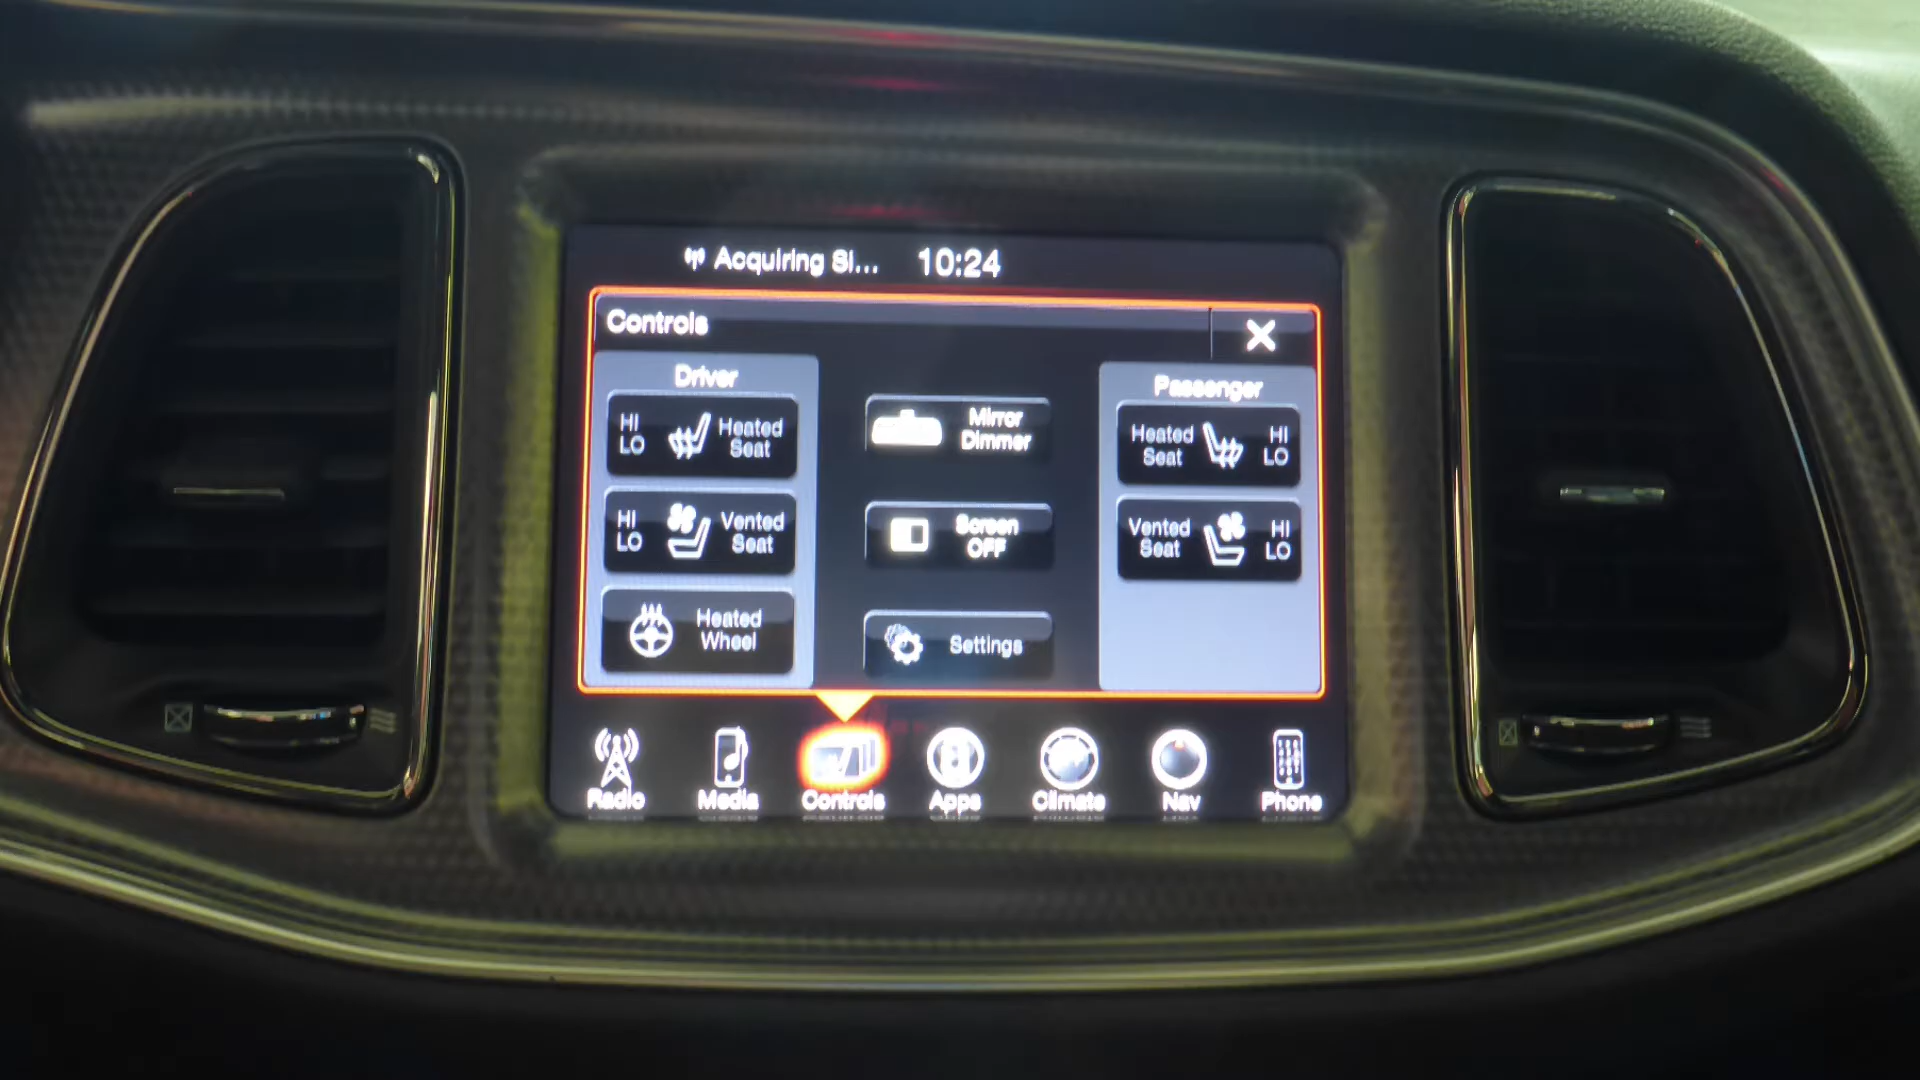 Acquiring Si... 10:24
Controls
Driver
HI
LO
Heated
Seat
HI
LO
Vented
Seat
Heated
Wheel
Mirror
Dimmer
Screen
OFF
Settings
Passenger
Heated
Seat
HI
LO
Vented
Seat
HI
LO
Radio
Media
Controls
Apps
Climate
Nav
Phone